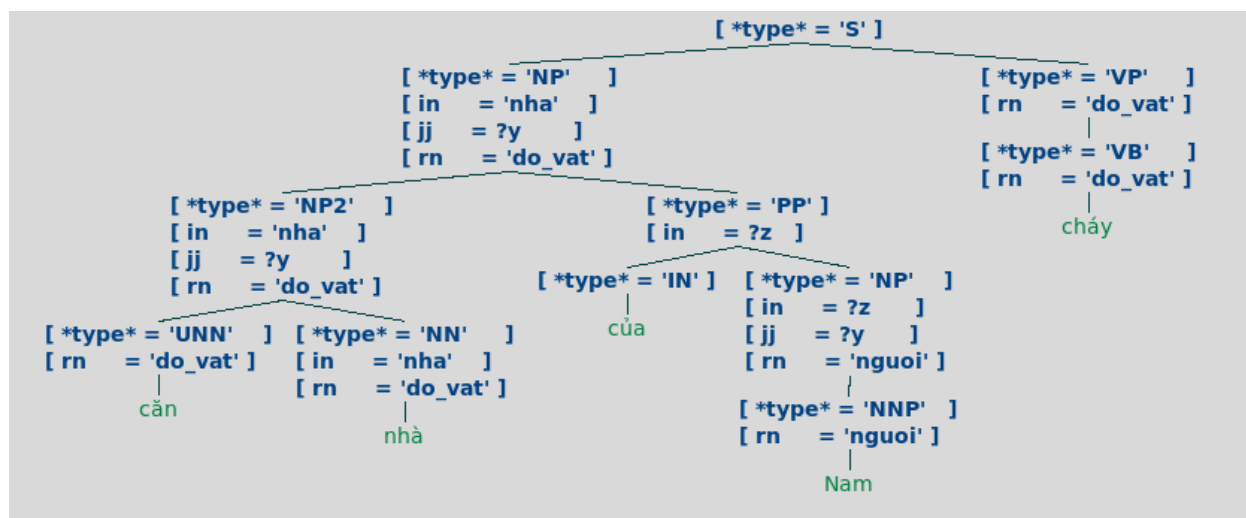 [ *type* = 'S' ]
[ *type* = 'NP' ]
[ in = 'nha' ]
[ jj = ?y ]
[ rn = 'do_vat' ]
[ *type* = 'VP' ]
[ rn = 'do_vat' ]
[ *type* = 'VB' ]
[ rn = 'do_vat' ]
cháy
[ *type* = 'NP2' ]
[ in = 'nha' ]
[ jj = ?y ]
[ rn = 'do_vat' ]
[ *type* = 'PP' ]
[ in = ?z ]
[ *type* = 'UNN' ]
[ rn = 'do_vat' ]
căn
[ *type* = 'NN' ]
[ in = 'nha' ]
[ rn = 'do_vat' ]
nhà
[ *type* = 'IN' ]
của
[ *type* = 'NP' ]
[ in = ?z ]
[ jj = ?y ]
[ rn = 'nguoi' ]
[ *type* = 'NNP' ]
[ rn = 'nguoi' ]
Nam